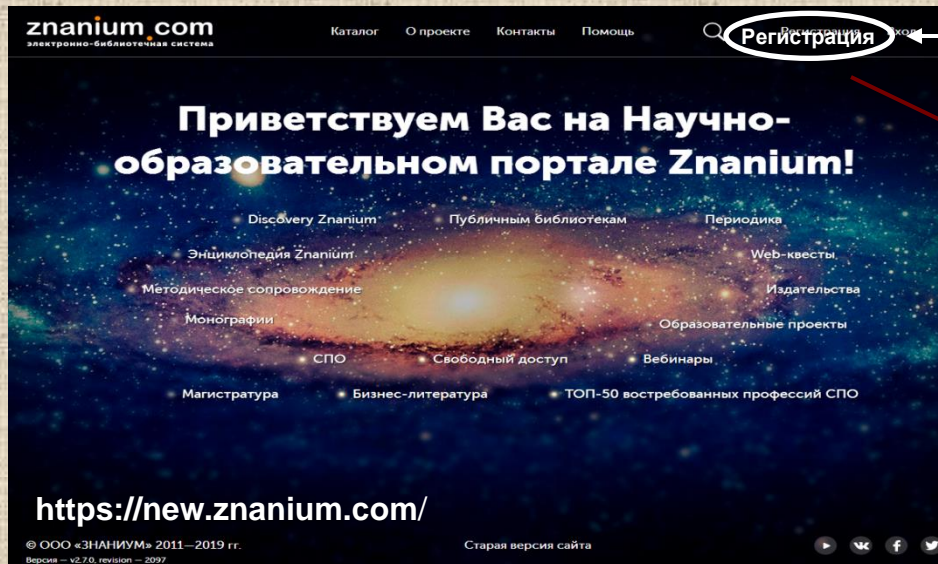 znanium.com
электронно-библиотечная система
Каталог О проекте Контакты Помощь Регистрация Регистрация Вход
Приветствуем Вас на Научно-
образовательном портале Znanium!
Discovery Znanium Публичным библиотекам Периодика
Энциклопедия Znanium Web-квесты
Методическое сопровождение Издательства
Монографии Образовательные проекты
СПО Свободный доступ Вебинары
Магистратура Бизнес-литература ТОП-50 востребованных профессий СПО
https://new.znanium.com/
© ООО «ЗНАНИУМ» 2011—2019 гг. Старая версия сайта
Версия — v2.7.0, revision — 2097